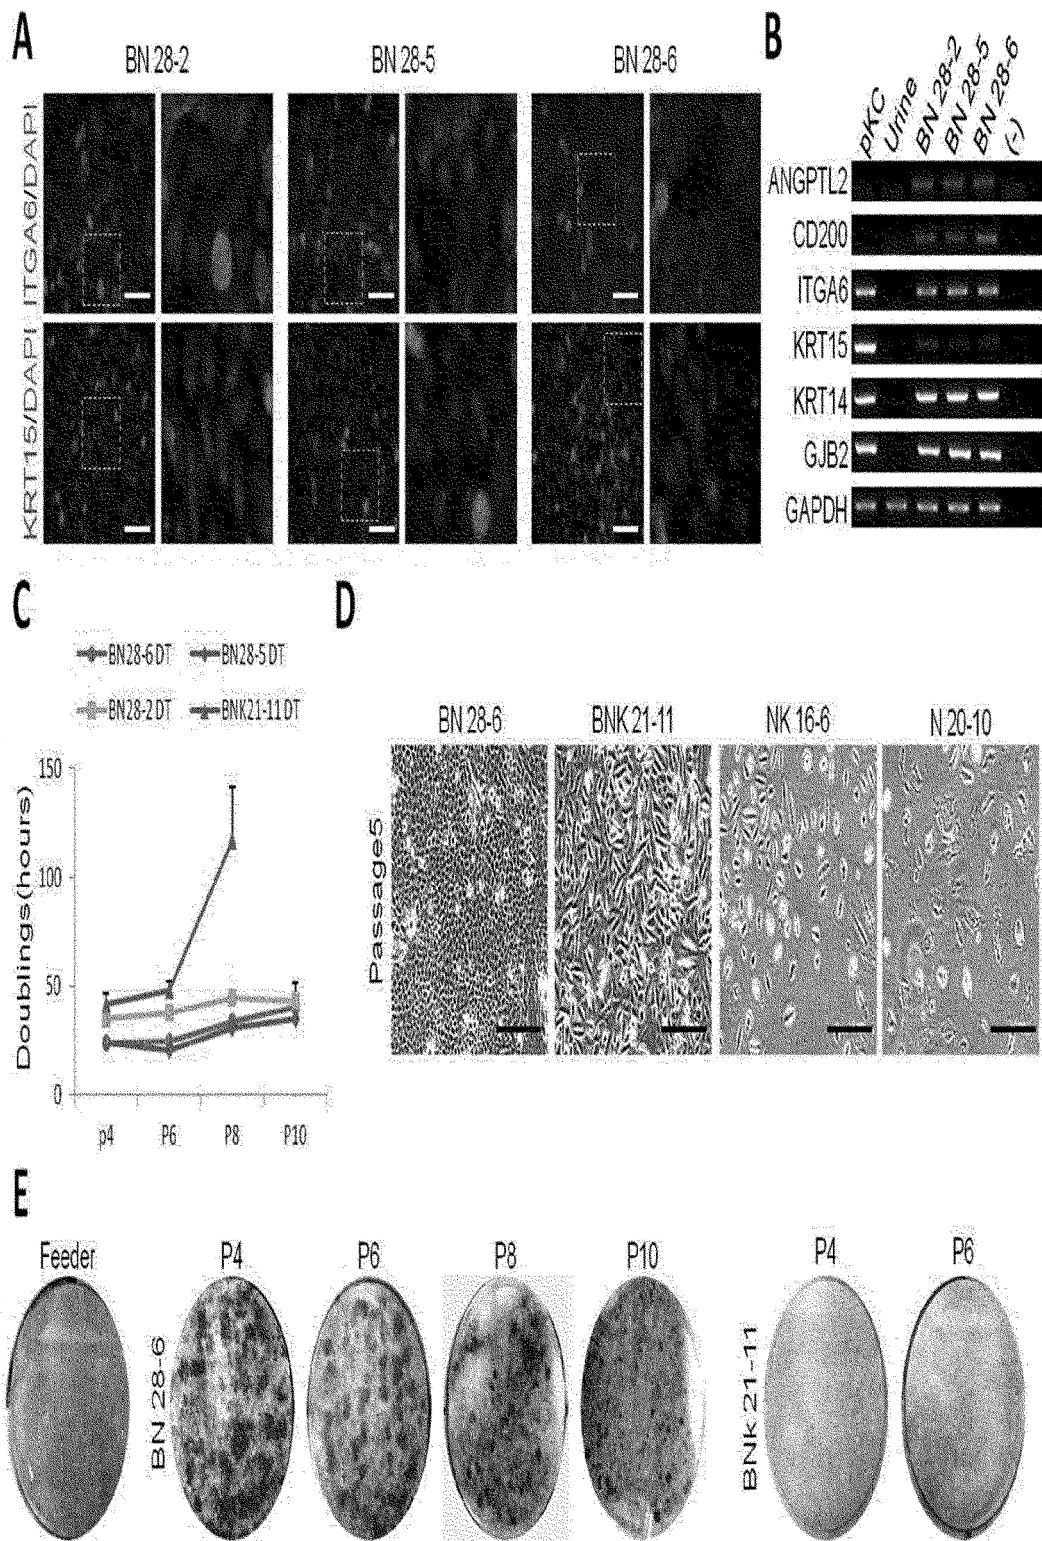 A
BN 28-2
BN 28-5
BN 28-6
ITGA6/DAPI
KRT15/DAPI
B
pKC
Urine
BN 28-2
BN 28-5
BN 28-6
(-)
ANGPTL2
CD200
ITGA6
KRT15
KRT14
GJB2
GAPDH
C
BN28-6 DT
BN28-5 DT
BN28-2 DT
BNK21-11 DT
Doublings(hours)
150
100
50
0
p4
P6
P8
P10
D
BN 28-6
BNK 21-11
NK 16-6
N 20-10
Passage5
E
Feeder
P4
P6
P8
P10
P4
P6
BN 28-6
BNk 21-11